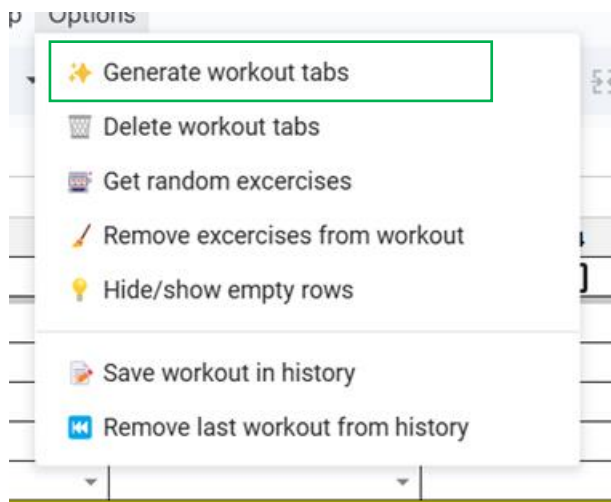 Options
✨ Generate workout tabs
🗑️ Delete workout tabs
🎰 Get random excercises
🧹 Remove excercises from workout
💡 Hide/show empty rows
📝 Save workout in history
⏮️ Remove last workout from history